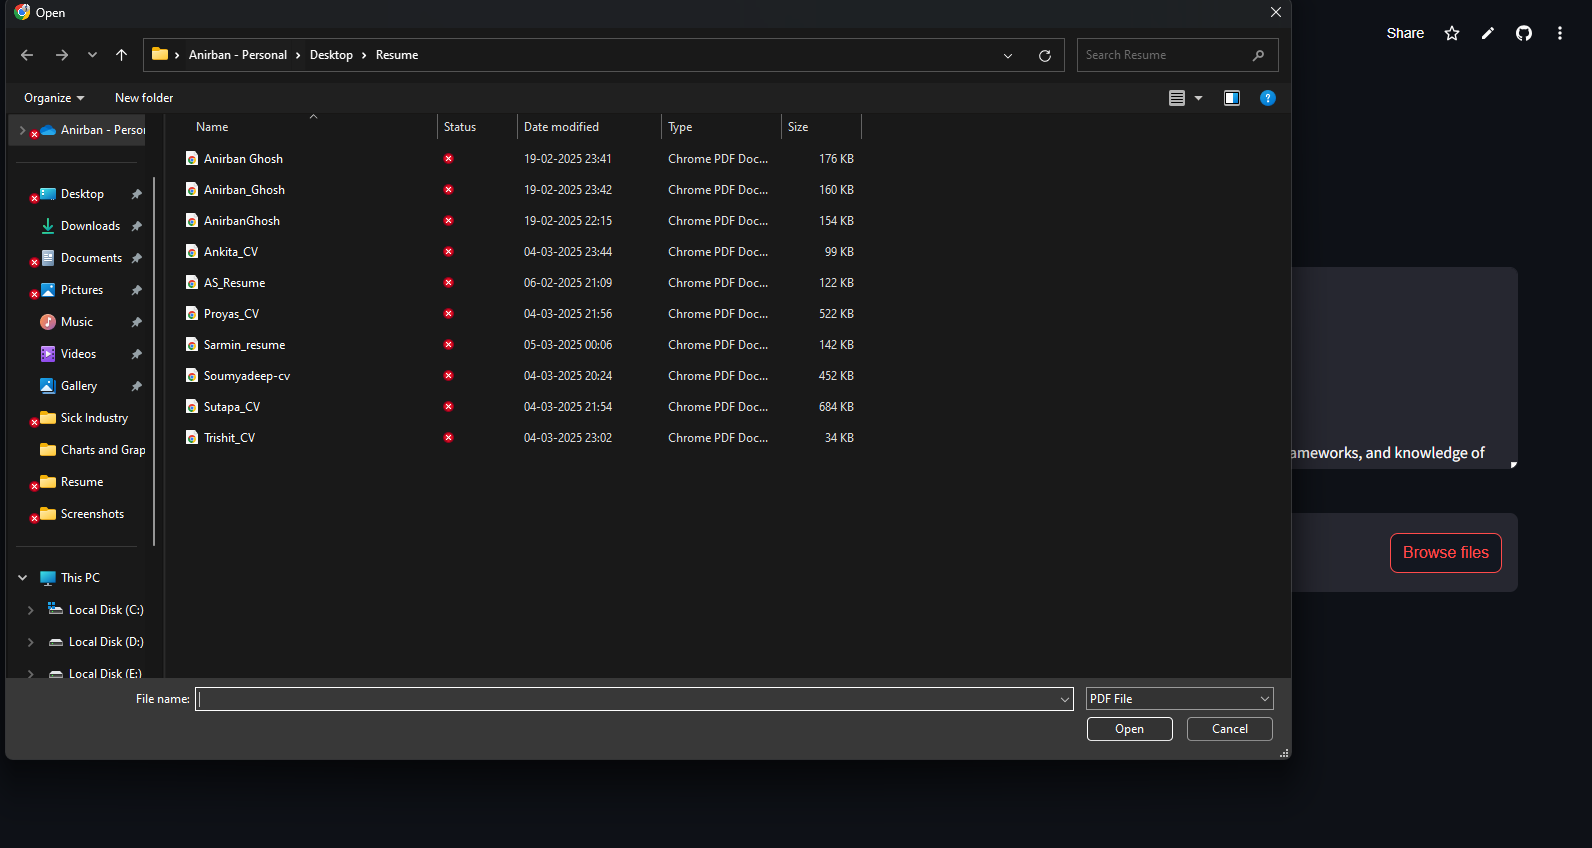 Open
Share
Anirban - Personal > Desktop > Resume
Search Resume
Organize
New folder
Anirban - Persor
Name Status Date modified Type Size
Anirban Ghosh 19-02-2025 23:41 Chrome PDF Doc... 176 KB
Anirban_Ghosh 19-02-2025 23:42 Chrome PDF Doc... 160 KB
AnirbanGhosh 19-02-2025 22:15 Chrome PDF Doc... 154 KB
Ankita_CV 04-03-2025 23:44 Chrome PDF Doc... 99 KB
AS_Resume 06-02-2025 21:09 Chrome PDF Doc... 122 KB
Proyas_CV 04-03-2025 21:56 Chrome PDF Doc... 522 KB
Sarmin_resume 05-03-2025 00:06 Chrome PDF Doc... 142 KB
Soumyadeep-cv 04-03-2025 20:24 Chrome PDF Doc... 452 KB
Sutapa_CV 04-03-2025 21:54 Chrome PDF Doc... 684 KB
Trishit_CV 04-03-2025 23:02 Chrome PDF Doc... 34 KB
Desktop
Downloads
Documents
Pictures
Music
Videos
Gallery
Sick Industry
Charts and Grap
Resume
Screenshots
This PC
Local Disk (C:)
Local Disk (D:)
Local Disk (E:)
ameworks, and knowledge of
Browse files
File name:
PDF File
Open
Cancel